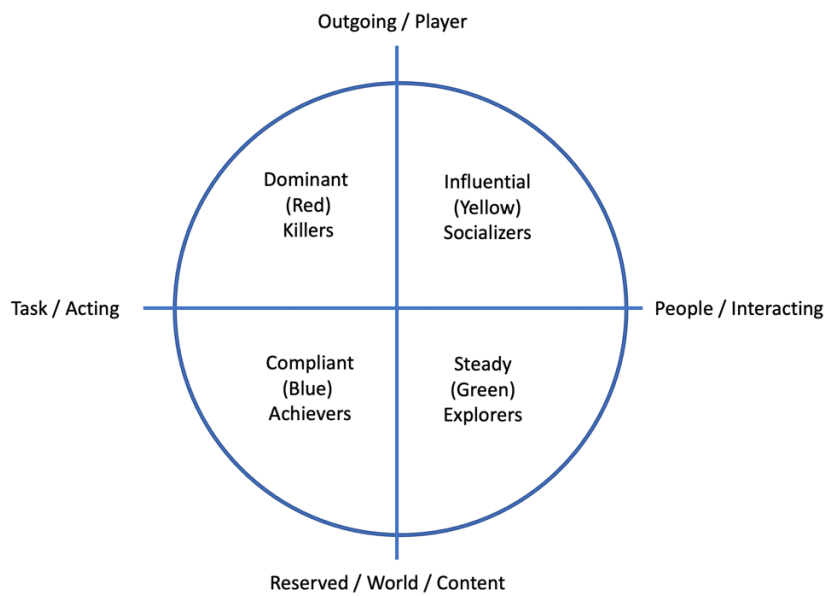 Outgoing / Player
Dominant
(Red)
Killers
Influential
(Yellow)
Socializers
Task / Acting
People / Interacting
Compliant
(Blue)
Achievers
Steady
(Green)
Explorers
Reserved / World / Content